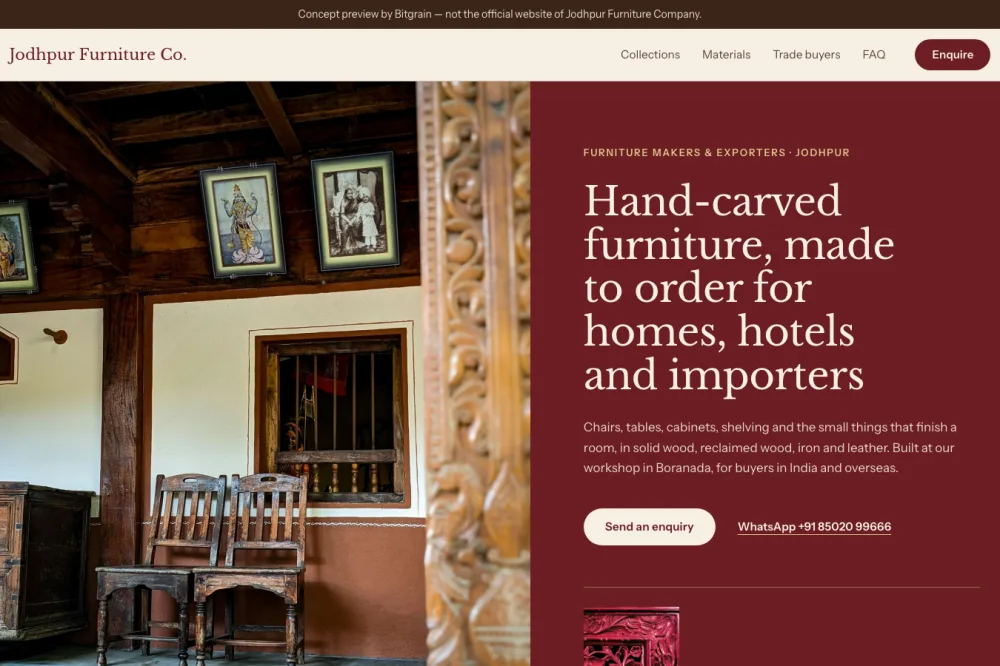 Concept preview by Bitgrain — not the official website of Jodhpur Furniture Company.
Jodhpur Furniture Co.
Collections
Materials
Trade buyers
FAQ
Enquire
FURNITURE MAKERS & EXPORTERS · JODHPUR
Hand-carved
furniture, made
to order for
homes, hotels
and importers
Chairs, tables, cabinets, shelving and the small things that finish a
room, in solid wood, reclaimed wood, iron and leather. Built at our
workshop in Boranada, for buyers in India and overseas.
Send an enquiry
WhatsApp +91 85020 99666